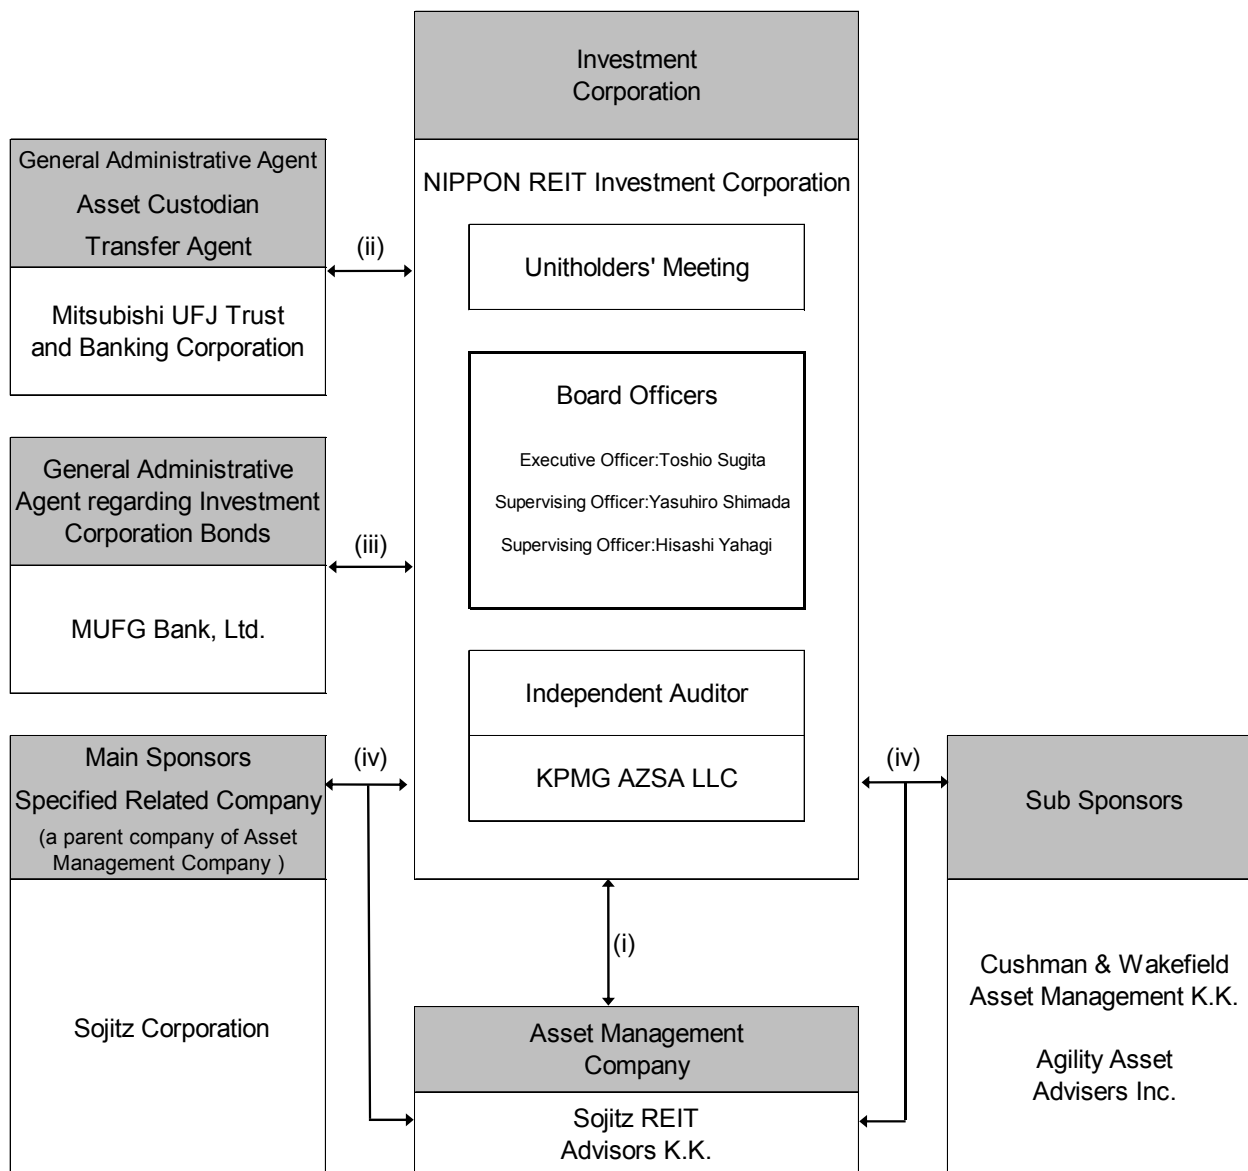 Investment
Corporation
NIPPON REIT Investment Corporation
Unitholders' Meeting
Board Officers
Executive Officer:Toshio Sugita
Supervising Officer:Yasuhiro Shimada
Supervising Officer:Hisashi Yahagi
Independent Auditor
KPMG AZSA LLC
General Administrative Agent
Asset Custodian
Transfer Agent
Mitsubishi UFJ Trust
and Banking Corporation
(ii)
General Administrative
Agent regarding Investment
Corporation Bonds
MUFG Bank, Ltd.
(iii)
Main Sponsors
Specified Related Company
(a parent company of Asset
Management Company )
Sojitz Corporation
(iv)
(iv)
Sub Sponsors
Cushman & Wakefield
Asset Management K.K.
Agility Asset
Advisers Inc.
(i)
Asset Management
Company
Sojitz REIT
Advisors K.K.